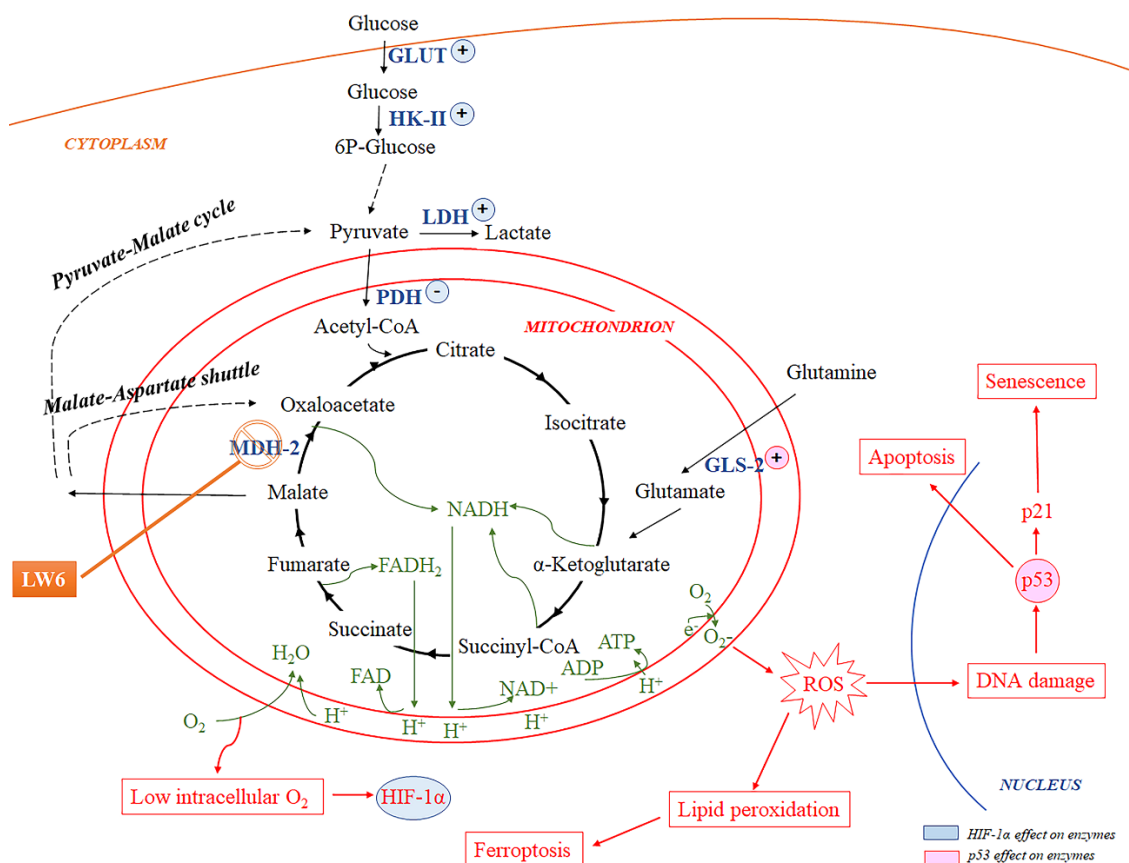 Glucose
GLUT +
Glucose
HK-II +
CYTOPLASM
6P-Glucose
Pyruvate-Malate cycle
LDH +
Pyruvate
Lactate
PDH -
MITOCHONDRION
Acetyl-CoA
Citrate
Malate-Aspartate shuttle
Glutamine
Senescence
Oxaloacetate
Isocitrate
MDH-2
GLS-2 +
Apoptosis
Malate
Glutamate
NADH
p21
LW6
Fumarate
FADH₂
α-Ketoglutarate
p53
O₂
e⁻
O₂-
Succinate
Succinyl-CoA
ATP
H₂O
FAD
ADP
NAD+
H⁺
ROS
DNA damage
O₂
H⁺
H⁺
H⁺
H⁺
Low intracellular O₂
HIF-1α
Lipid peroxidation
NUCLEUS
Ferroptosis
HIF-1α effect on enzymes
p53 effect on enzymes